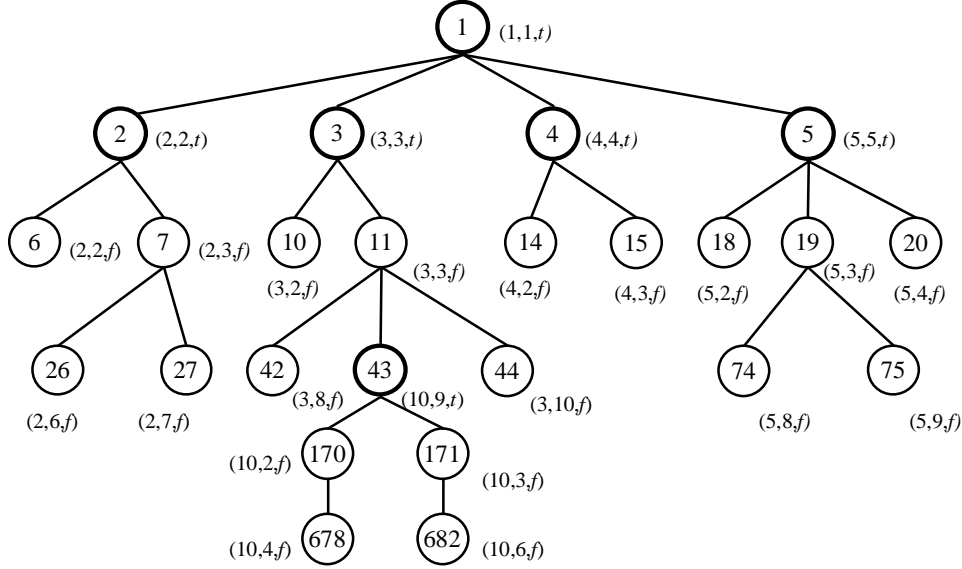 1 (1,1,t)
2 (2,2,t) 3 (3,3,t) 4 (4,4,t) 5 (5,5,t)
6 (2,2,f) 7 (2,3,f) 10 11 14 15 18 19 20
(3,2,f) (3,3,f) (4,2,f) (4,3,f) (5,2,f) (5,3,f) (5,4,f)
26 27 42 43 44 74 75
(2,6,f) (2,7,f) (3,8,f) (10,9,t) (3,10,f) (5,8,f) (5,9,f)
(10,2,f) 170 171 (10,3,f)
(10,4,f) 678 682 (10,6,f)